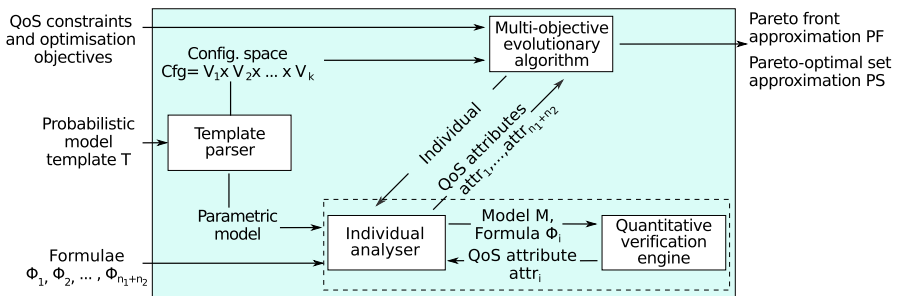 QoS constraints
and optimisation
objectives
Config. space
Cfg= V₁x V₂x ... x Vₖ
Multi-objective
evolutionary
algorithm
Pareto front
approximation PF
Pareto-optimal set
approximation PS
Probabilistic
model
template T
Template
parser
Individual
QoS attributes
attr₁,...,attrₙ₁₊ₙ₂
Parametric
model
Individual
analyser
Model M,
Formula Φᵢ
QoS attribute
attrᵢ
Quantitative
verification
engine
Formulae
Φ₁, Φ₂, ... , Φₙ₁₊ₙ₂